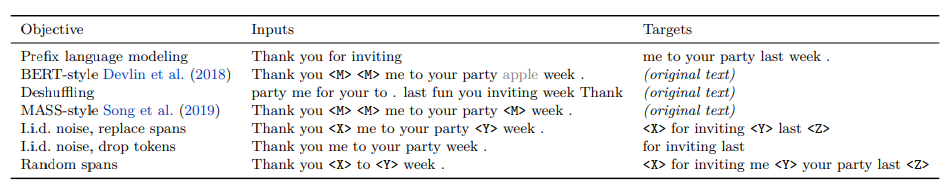 Objective Inputs Targets
Prefix language modeling Thank you for inviting me to your party last week .
BERT-style Devlin et al. (2018) Thank you <M> <M> me to your party apple week . (original text)
Deshuffling party me for your to . last fun you inviting week Thank (original text)
MASS-style Song et al. (2019) Thank you <M> <M> me to your party <M> week . (original text)
I.i.d. noise, replace spans Thank you <X> me to your party <Y> week . <X> for inviting <Y> last <Z>
I.i.d. noise, drop tokens Thank you me to your party week . for inviting last
Random spans Thank you <X> to <Y> week . <X> for inviting me <Y> your party last <Z>